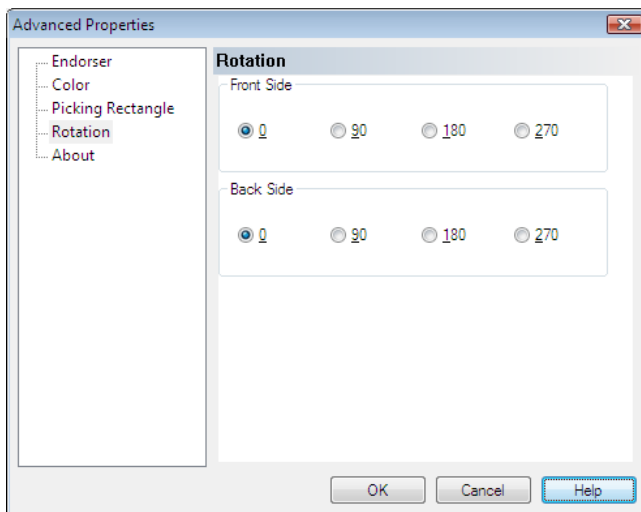 Advanced Properties
Endorser
Color
Picking Rectangle
Rotation
About
Rotation
Front Side
0 90 180 270
Back Side
0 90 180 270
OK Cancel Help